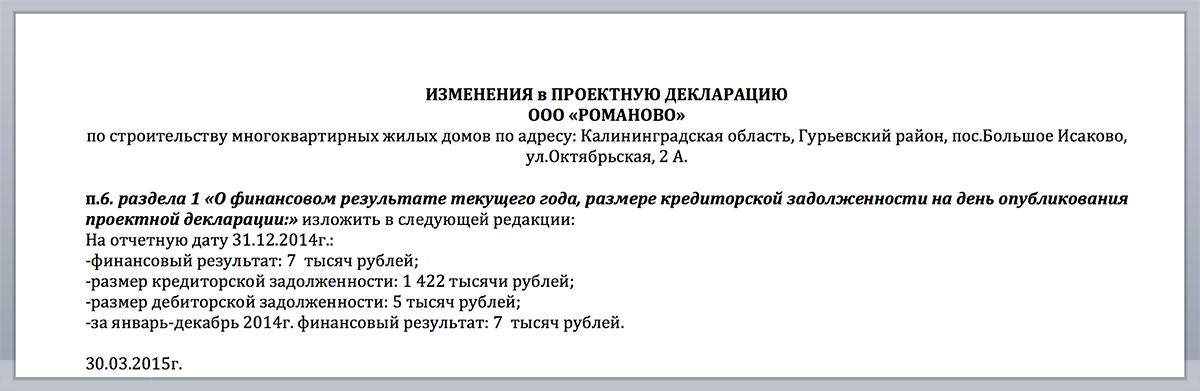 ИЗМЕНЕНИЯ в ПРОЕКТНУЮ ДЕКЛАРАЦИЮ
ООО «РОМАНОВО»
по строительству многоквартирных жилых домов по адресу: Калининградская область, Гурьевский район, пос.Большое Исаково,
ул.Октябрьская, 2 А.
п.6. раздела 1 «О финансовом результате текущего года, размере кредиторской задолженности на день опубликования
проектной декларации:» изложить в следующей редакции:
На отчетную дату 31.12.2014г.:
-финансовый результат: 7  тысяч рублей;
-размер кредиторской задолженности: 1 422 тысячи рублей;
-размер дебиторской задолженности: 5 тысяч рублей;
-за январь-декабрь 2014г. финансовый результат: 7  тысяч рублей.
30.03.2015г.